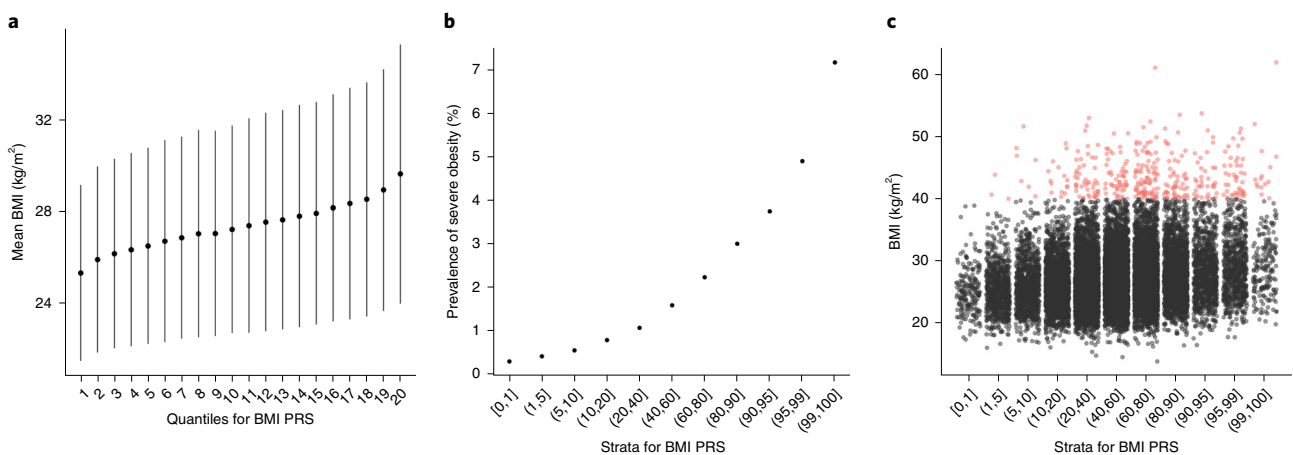 a
Mean BMI (kg/m²)
32
28
24
1 2 3 4 5 6 7 8 9 10 11 12 13 14 15 16 17 18 19 20
Quantiles for BMI PRS
b
Prevalence of severe obesity (%)
7
6
5
4
3
2
1
0
[0,1] (1,5] (5,10] (10,20] (20,40] (40,60] (60,80] (80,90] (90,95] (95,99] (99,100]
Strata for BMI PRS
c
BMI (kg/m²)
60
50
40
30
20
[0,1] (1,5] (5,10] (10,20] (20,40] (40,60] (60,80] (80,90] (90,95] (95,99] (99,100]
Strata for BMI PRS